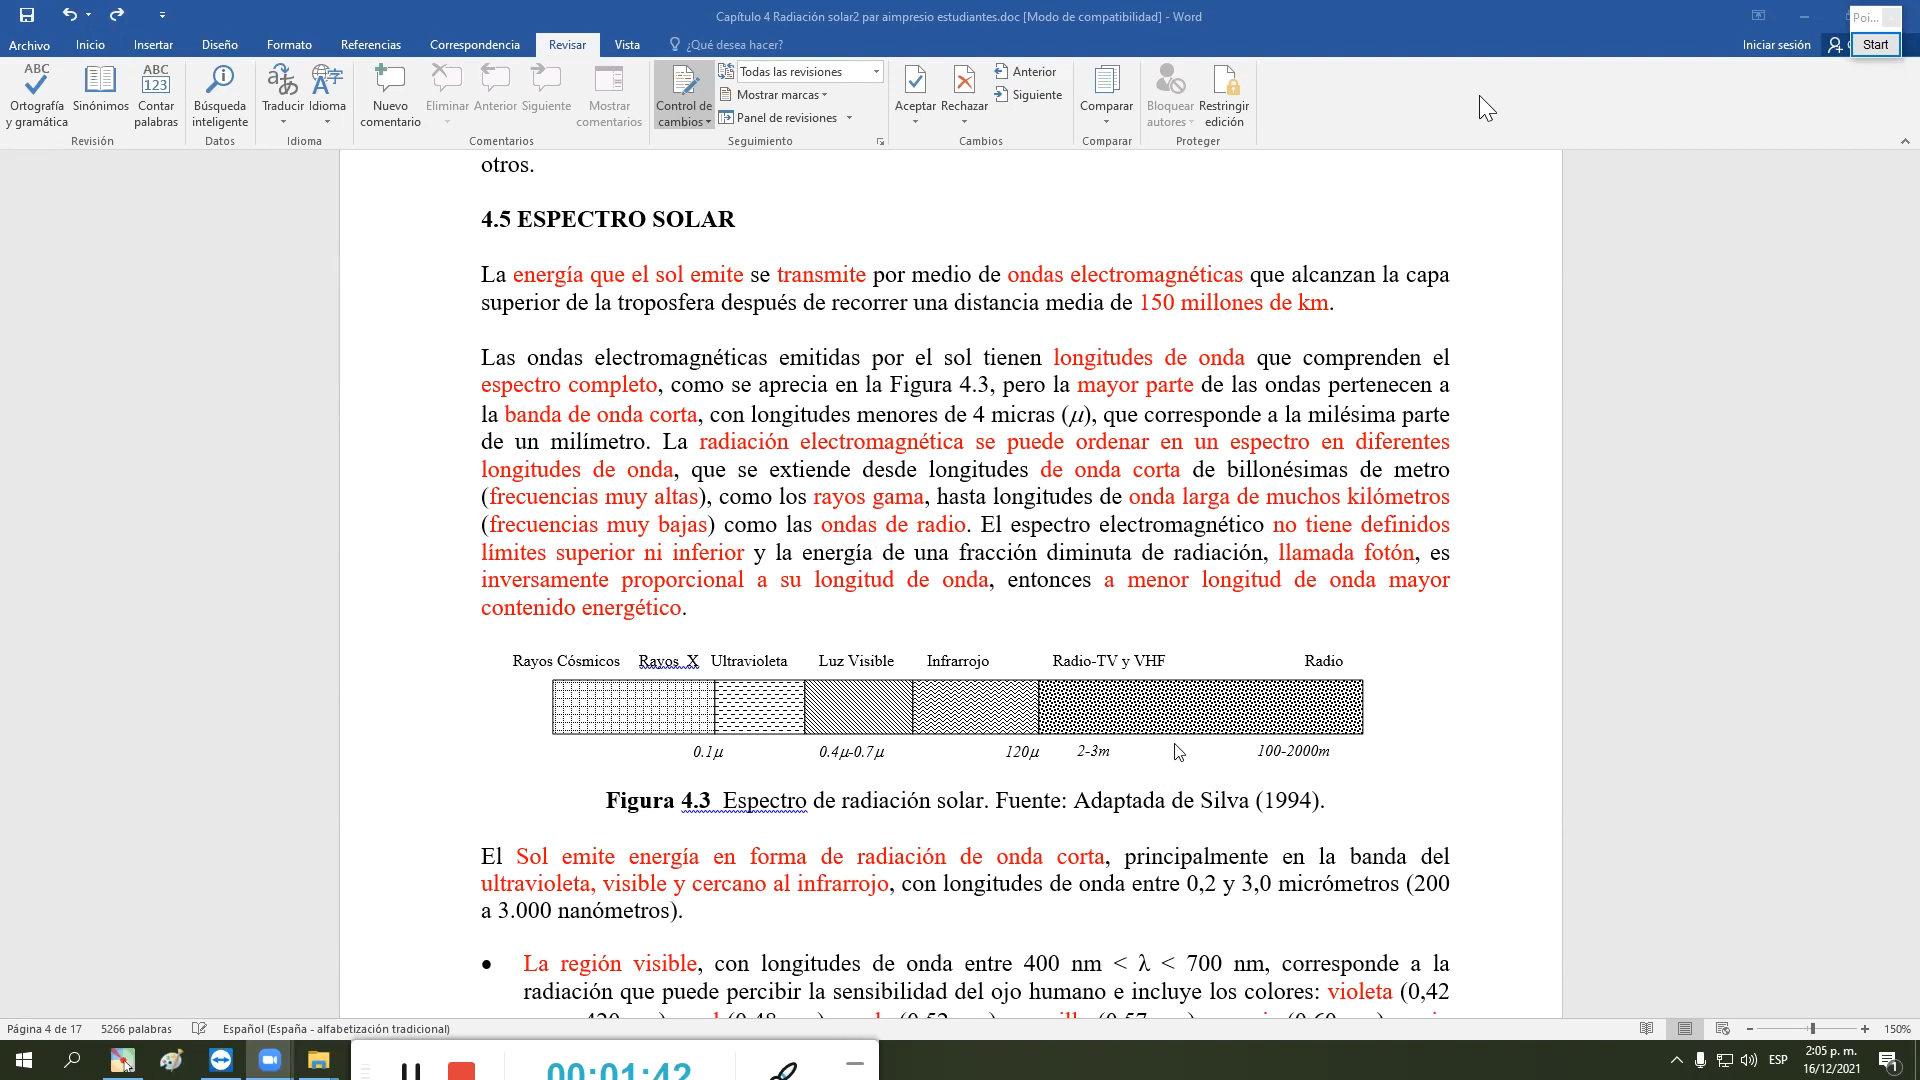 Capítulo 4 Radiación solar2 par aimpresio estudiantes.doc [Modo de compatibilidad] - Word
Poi...
Archivo Inicio Insertar Diseño Formato Referencias Correspondencia Revisar Vista ¿Qué desea hacer? Iniciar sesión Start
Ortografía y gramática
Sinónimos
ABC 123
Contar palabras
Búsqueda inteligente
Traducir
Idioma
Nuevo comentario
Eliminar
Anterior
Siguiente
Mostrar comentarios
Control de cambios
Todas las revisiones
Mostrar marcas
Panel de revisiones
Aceptar
Rechazar
Anterior
Siguiente
Comparar
Bloquear autores
Restringir edición
Revisión Datos Idioma Comentarios Seguimiento Cambios Comparar Proteger
otros.
4.5 ESPECTRO SOLAR
La energía que el sol emite se transmite por medio de ondas electromagnéticas que alcanzan la capa
superior de la troposfera después de recorrer una distancia media de 150 millones de km.
Las ondas electromagnéticas emitidas por el sol tienen longitudes de onda que comprenden el
espectro completo, como se aprecia en la Figura 4.3, pero la mayor parte de las ondas pertenecen a
la banda de onda corta, con longitudes menores de 4 micras (μ), que corresponde a la milésima parte
de un milímetro. La radiación electromagnética se puede ordenar en un espectro en diferentes
longitudes de onda, que se extiende desde longitudes de onda corta de billonésimas de metro
(frecuencias muy altas), como los rayos gama, hasta longitudes de onda larga de muchos kilómetros
(frecuencias muy bajas) como las ondas de radio. El espectro electromagnético no tiene definidos
límites superior ni inferior y la energía de una fracción diminuta de radiación, llamada fotón, es
inversamente proporcional a su longitud de onda, entonces a menor longitud de onda mayor
contenido energético.
Rayos Cósmicos Rayos X Ultravioleta Luz Visible Infrarrojo Radio-TV y VHF Radio
0.1μ 0.4μ-0.7μ 120μ 2-3m 100-2000m
Figura 4.3 Espectro de radiación solar. Fuente: Adaptada de Silva (1994).
El Sol emite energía en forma de radiación de onda corta, principalmente en la banda del
ultravioleta, visible y cercano al infrarrojo, con longitudes de onda entre 0,2 y 3,0 micrómetros (200
a 3.000 nanómetros).
• La región visible, con longitudes de onda entre 400 nm < λ < 700 nm, corresponde a la
radiación que puede percibir la sensibilidad del ojo humano e incluye los colores: violeta (0,42
Página 4 de 17 5266 palabras Español (España - alfabetización tradicional) 150%
00:01:42
ESP
2:05 p. m.
16/12/2021
1